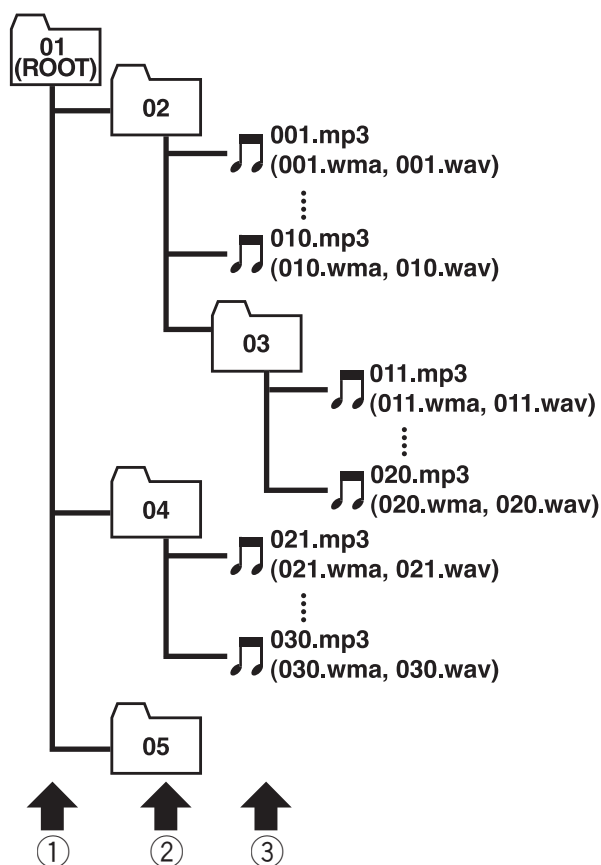 01
(ROOT)
02
001.mp3
(001.wma, 001.wav)
010.mp3
(010.wma, 010.wav)
03
011.mp3
(011.wma, 011.wav)
020.mp3
(020.wma, 020.wav)
04
021.mp3
(021.wma, 021.wav)
030.mp3
(030.wma, 030.wav)
05
① ② ③